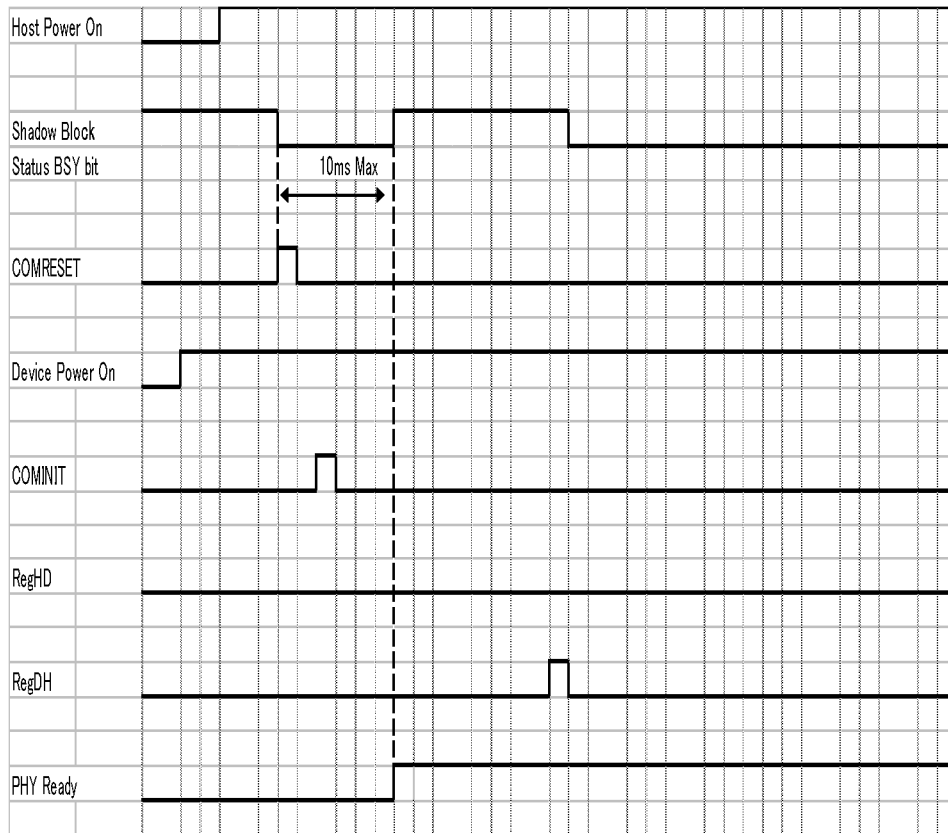 Host Power On
Shadow Block
Status BSY bit
10ms Max
COMRESET
Device Power On
COMINIT
RegHD
RegDH
PHY Ready